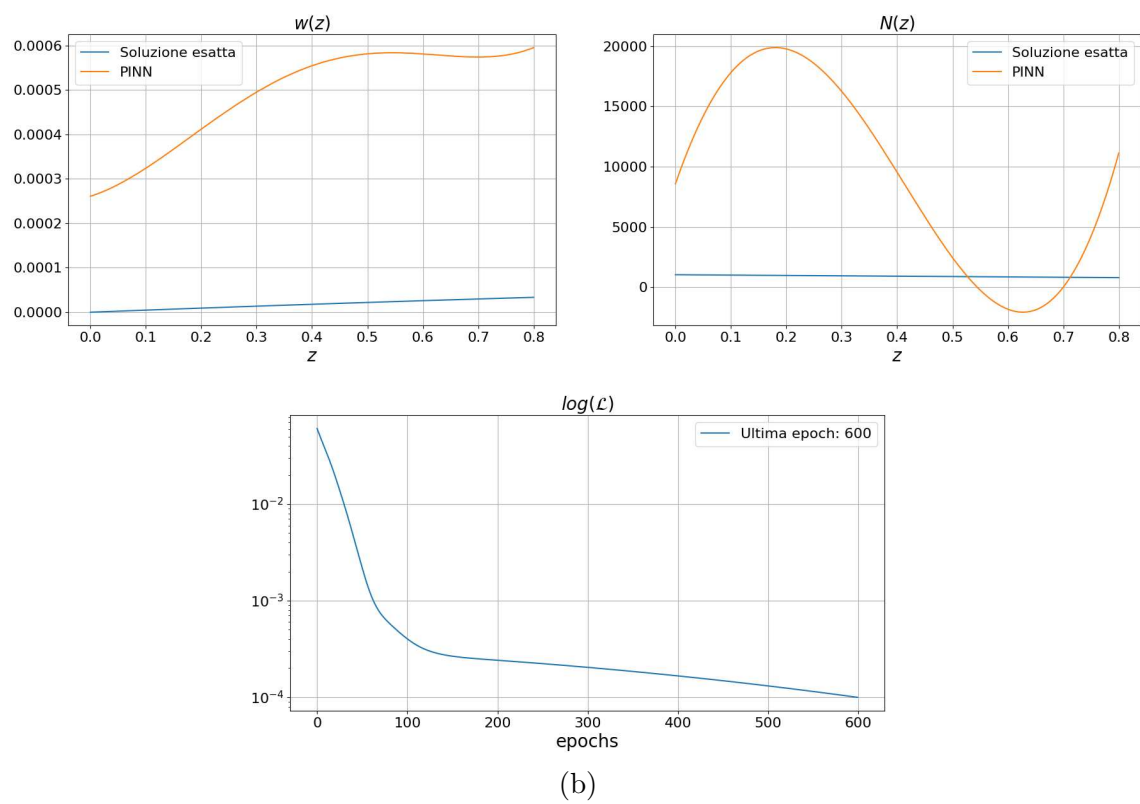 w(z)
0.0006
0.0005
0.0004
0.0003
0.0002
0.0001
0.0000
Soluzione esatta
PINN
0.0 0.1 0.2 0.3 0.4 0.5 0.6 0.7 0.8
z
N(z)
20000
15000
10000
5000
0
Soluzione esatta
PINN
0.0 0.1 0.2 0.3 0.4 0.5 0.6 0.7 0.8
z
log(ℒ)
Ultima epoch: 600
10⁻²
10⁻³
10⁻⁴
0 100 200 300 400 500 600
epochs
(b)